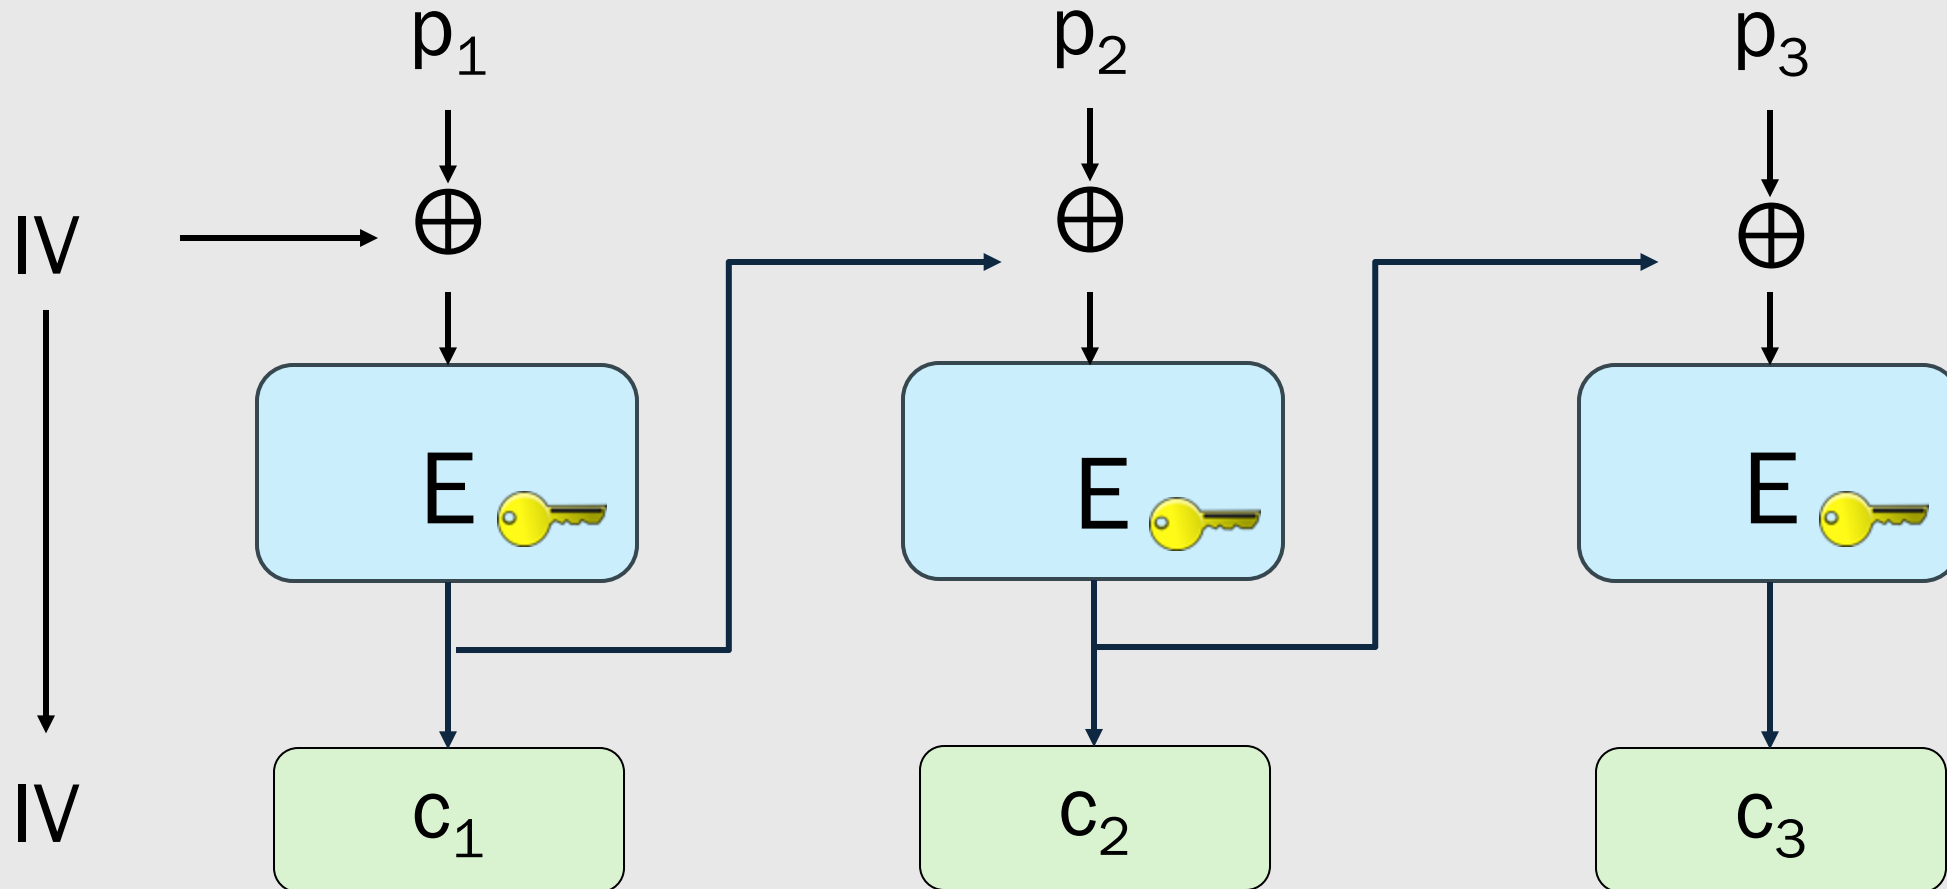 p₁ p₂ p₃
IV ⊕ ⊕ ⊕
E E E
IV c₁ c₂ c₃